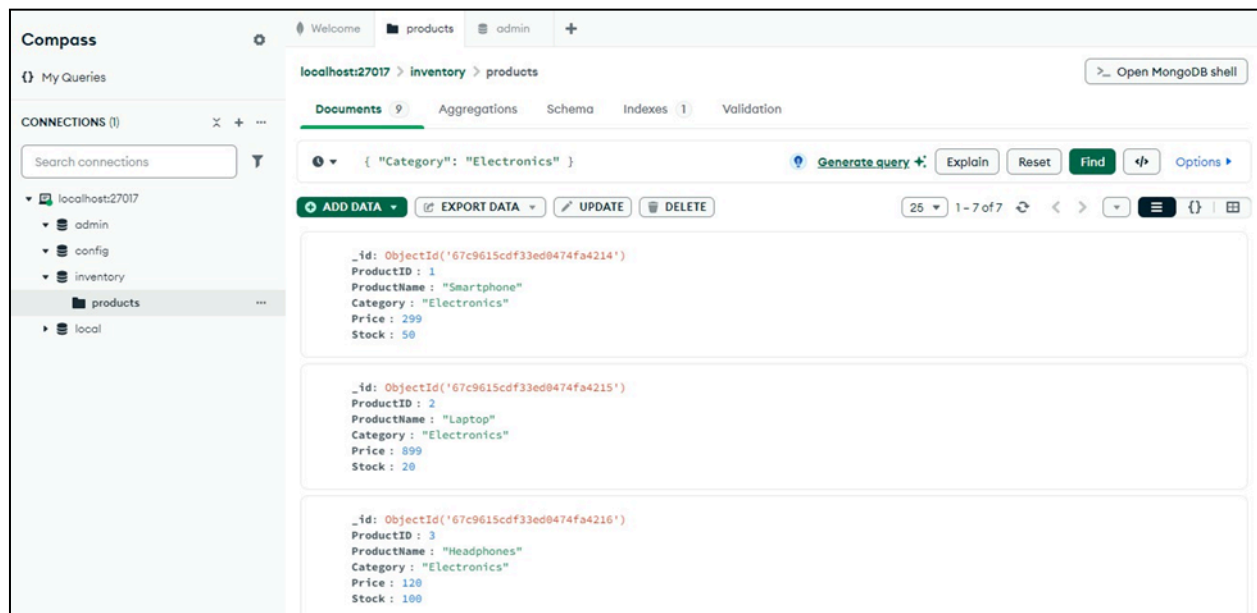 Compass
{} My Queries
CONNECTIONS (1)
Search connections
localhost:27017
admin
config
inventory
products
local
Welcome products admin
localhost:27017 > inventory > products
>_ Open MongoDB shell
Documents 9 Aggregations Schema Indexes 1 Validation
{ "Category": "Electronics" }
Generate query Explain Reset Find </> Options
ADD DATA EXPORT DATA UPDATE DELETE
25 1 – 7 of 7 {}
_id: ObjectId('67c9615cdf33ed0474fa4214')
ProductID : 1
ProductName : "Smartphone"
Category : "Electronics"
Price : 299
Stock : 50
_id: ObjectId('67c9615cdf33ed0474fa4215')
ProductID : 2
ProductName : "Laptop"
Category : "Electronics"
Price : 899
Stock : 20
_id: ObjectId('67c9615cdf33ed0474fa4216')
ProductID : 3
ProductName : "Headphones"
Category : "Electronics"
Price : 120
Stock : 100